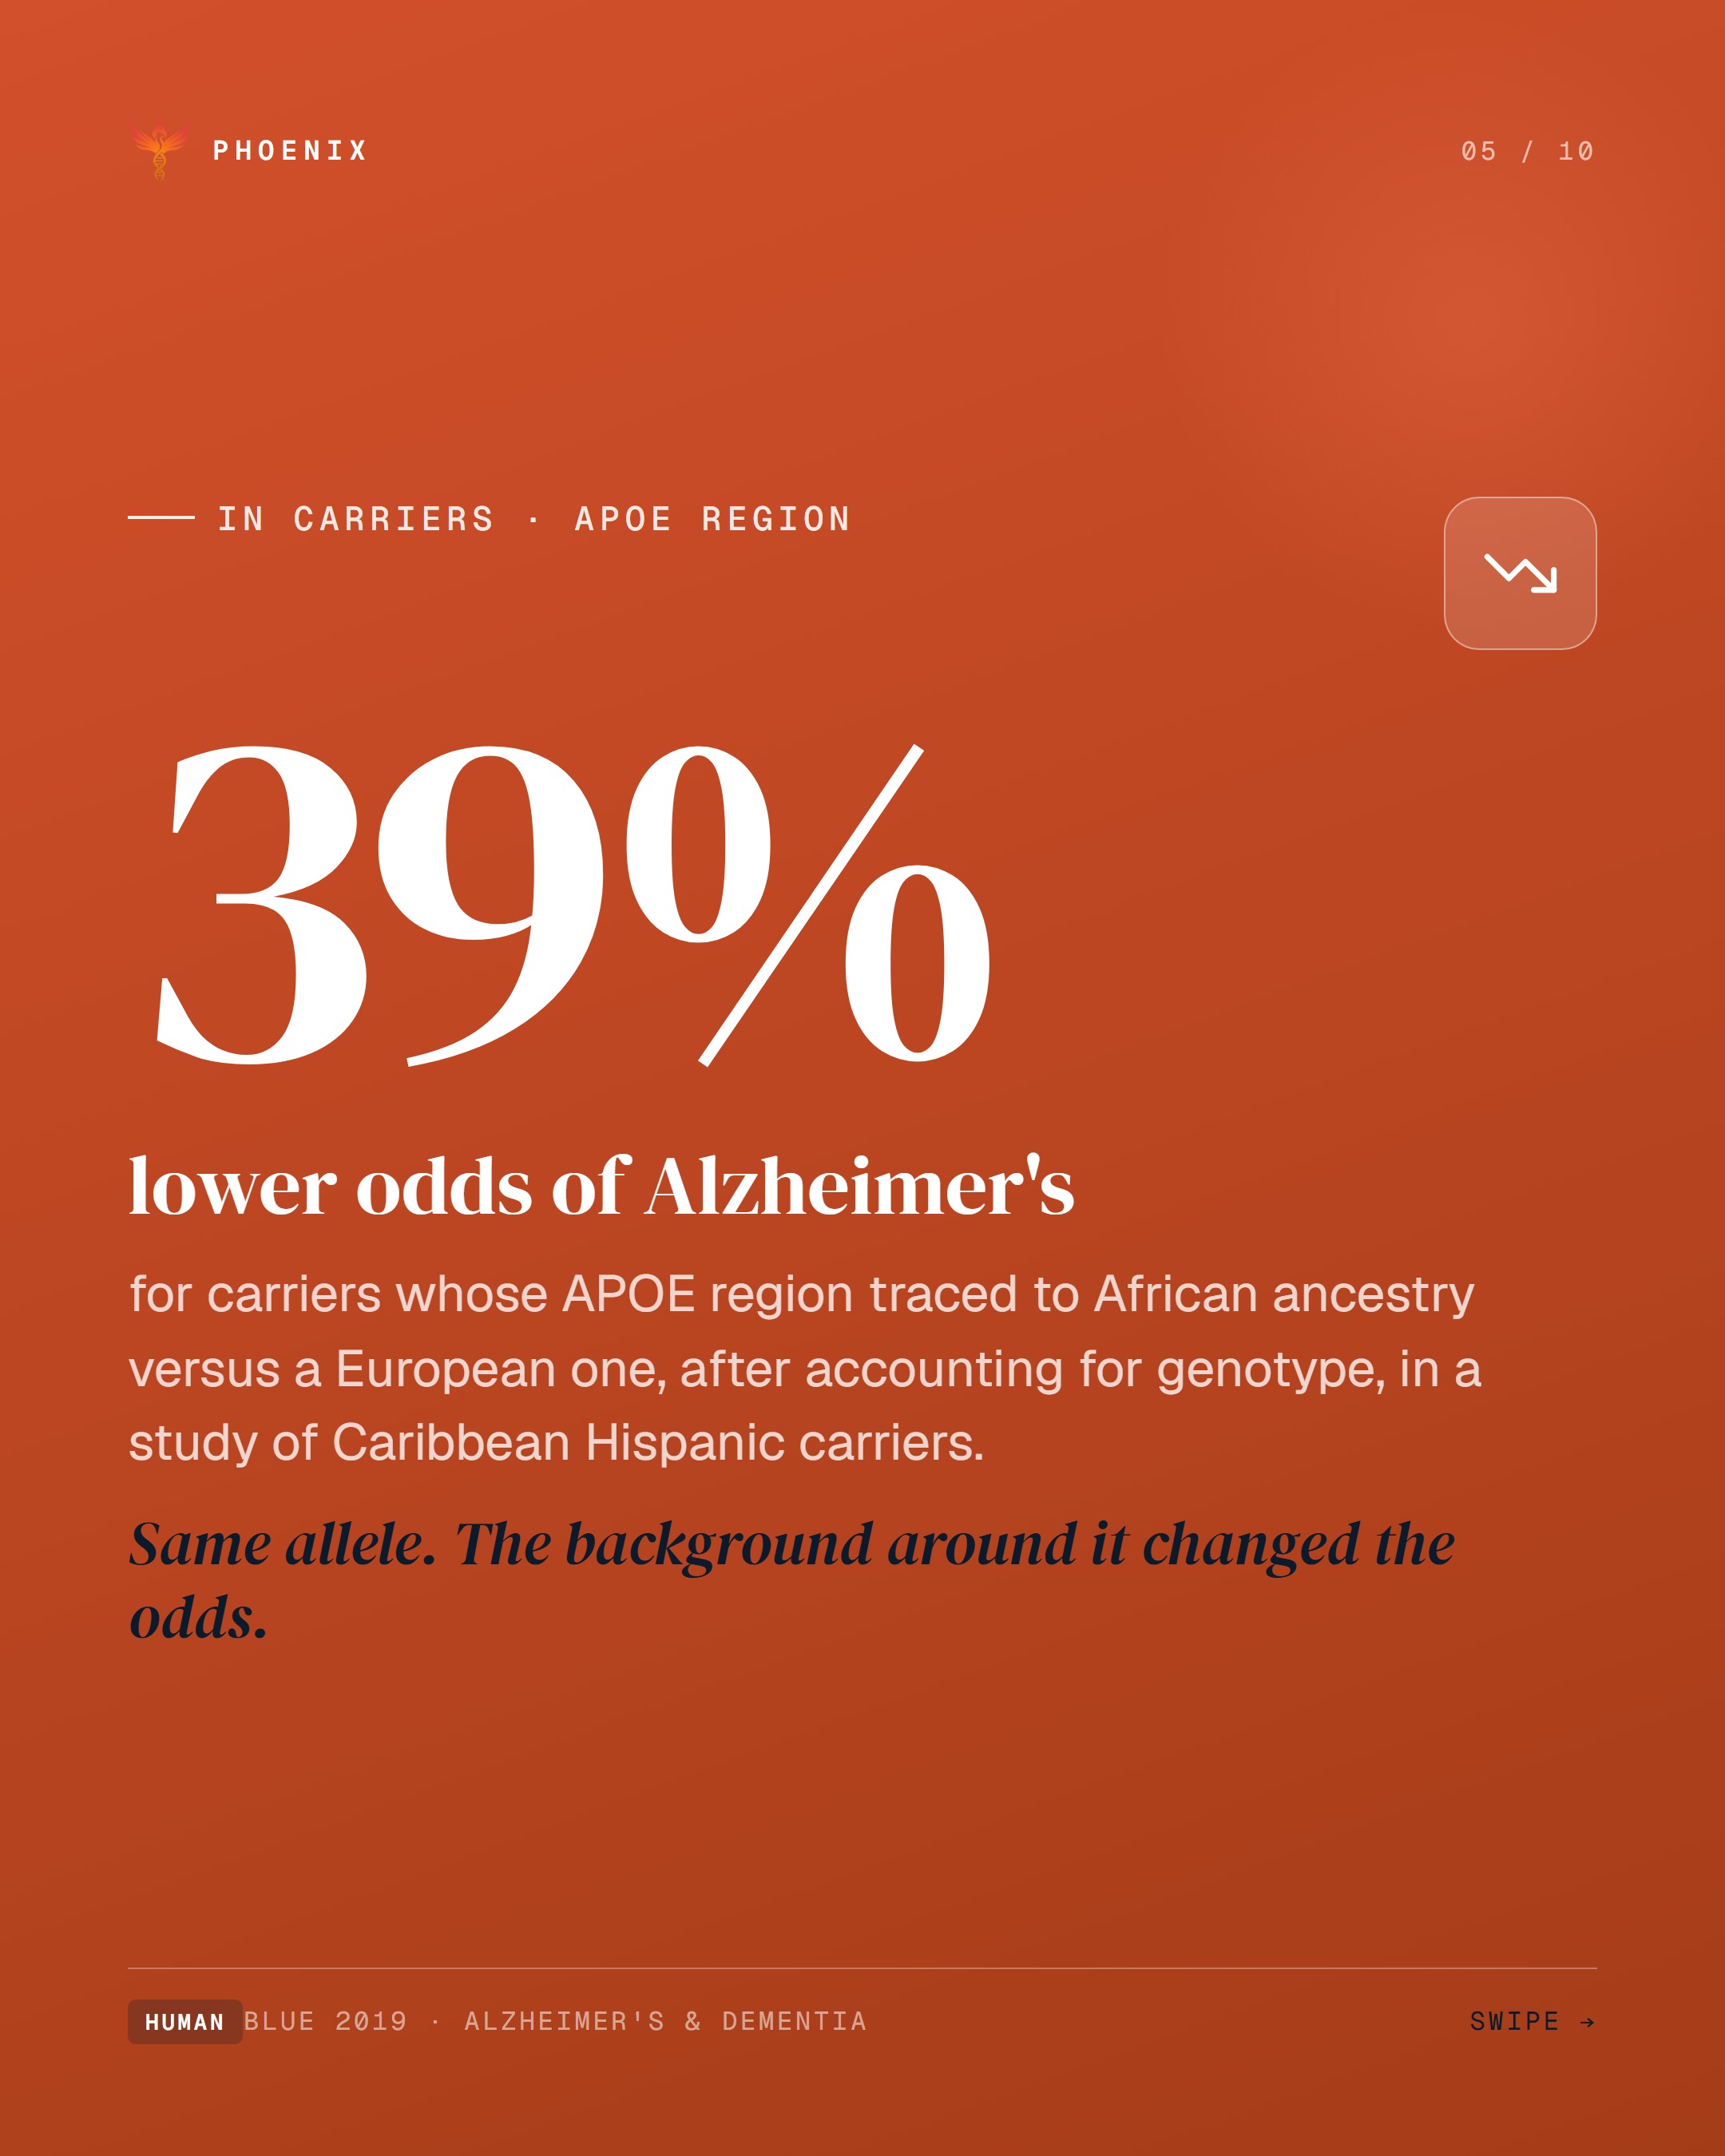 PHOENIX
05 / 10
IN CARRIERS · APOE REGION
39%
lower odds of Alzheimer's
for carriers whose APOE region traced to African ancestry
versus a European one, after accounting for genotype, in a
study of Caribbean Hispanic carriers.
Same allele. The background around it changed the
odds.
HUMAN BLUE 2019 · ALZHEIMER'S & DEMENTIA
SWIPE →